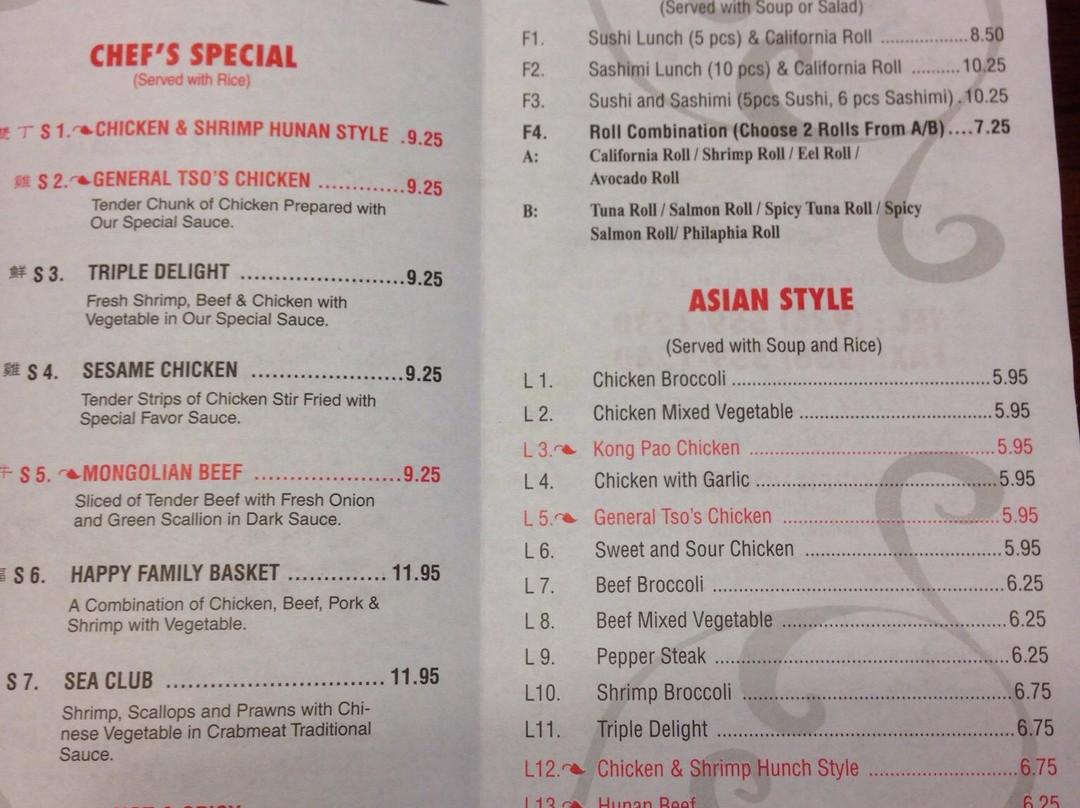 CHEF'S SPECIAL
(Served with Rice)
丁 S 1. CHICKEN & SHRIMP HUNAN STYLE .9.25
雞 S 2. GENERAL TSO'S CHICKEN .............9.25
Tender Chunk of Chicken Prepared with
Our Special Sauce.
鮮 S 3. TRIPLE DELIGHT .........................9.25
Fresh Shrimp, Beef & Chicken with
Vegetable in Our Special Sauce.
雞 S 4. SESAME CHICKEN .......................9.25
Tender Strips of Chicken Stir Fried with
Special Favor Sauce.
牛 S 5. MONGOLIAN BEEF ......................9.25
Sliced of Tender Beef with Fresh Onion
and Green Scallion in Dark Sauce.
S 6. HAPPY FAMILY BASKET .............. 11.95
A Combination of Chicken, Beef, Pork &
Shrimp with Vegetable.
S 7. SEA CLUB ............................... 11.95
Shrimp, Scallops and Prawns with Chi-
nese Vegetable in Crabmeat Traditional
Sauce.
(Served with Soup or Salad)
F1. Sushi Lunch (5 pcs) & California Roll ...................8.50
F2. Sashimi Lunch (10 pcs) & California Roll ..........10.25
F3. Sushi and Sashimi (5pcs Sushi, 6 pcs Sashimi) .10.25
F4. Roll Combination (Choose 2 Rolls From A/B)....7.25
A: California Roll / Shrimp Roll / Eel Roll /
Avocado Roll
B: Tuna Roll / Salmon Roll / Spicy Tuna Roll / Spicy
Salmon Roll/ Philaphia Roll
ASIAN STYLE
(Served with Soup and Rice)
L 1. Chicken Broccoli ..........................................5.95
L 2. Chicken Mixed Vegetable ................................5.95
L 3. Kong Pao Chicken ........................................5.95
L 4. Chicken with Garlic ........................................5.95
L 5. General Tso's Chicken ...................................5.95
L 6. Sweet and Sour Chicken ................................5.95
L 7. Beef Broccoli ................................................6.25
L 8. Beef Mixed Vegetable ....................................6.25
L 9. Pepper Steak ................................................6.25
L10. Shrimp Broccoli ............................................6.75
L11. Triple Delight ................................................6.75
L12. Chicken & Shrimp Hunch Style ........................6.75
L13. Hunan Beef 6.25